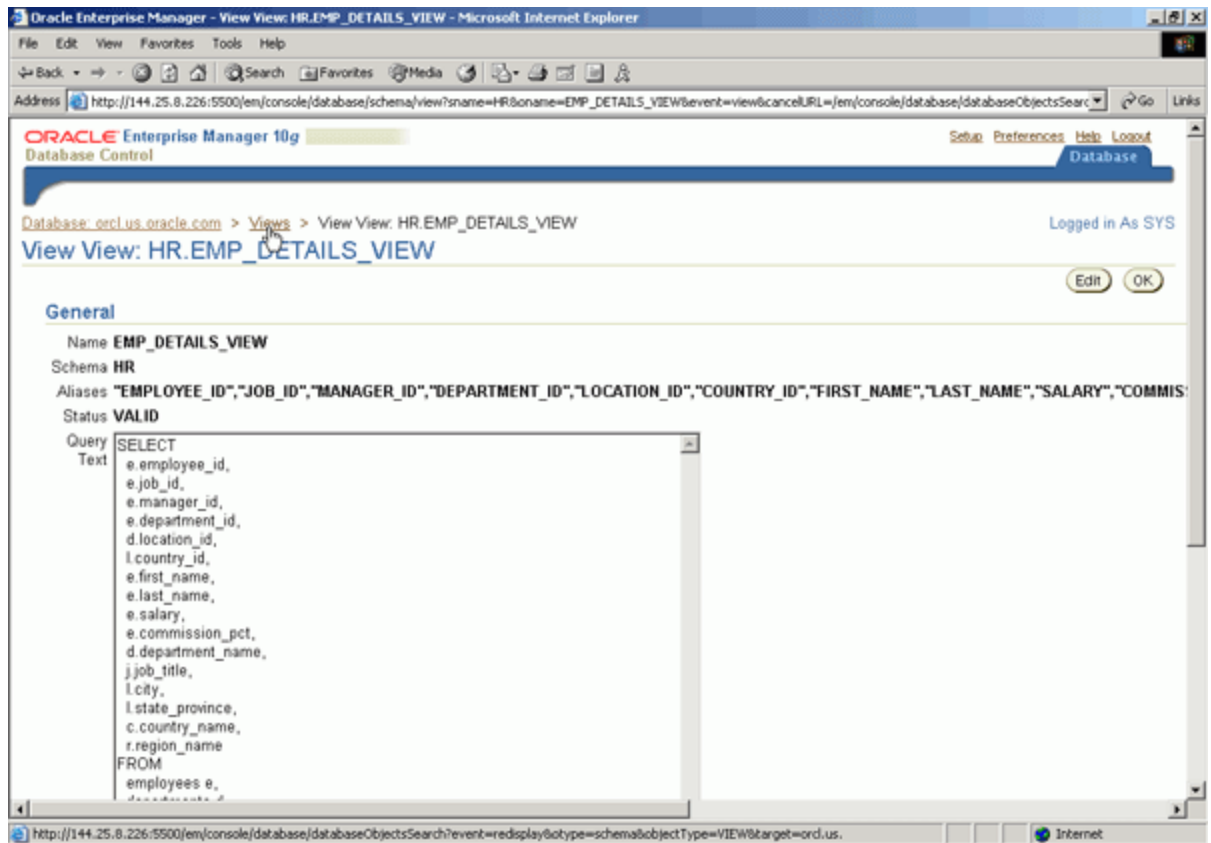 Oracle Enterprise Manager - View View: HR.EMP_DETAILS_VIEW - Microsoft Internet Explorer
File Edit View Favorites Tools Help
Back Search Favorites Media
Address http://144.25.8.226:5500/em/console/database/schema/view?sname=HR&oname=EMP_DETAILS_VIEW&event=view&cancelURL=/em/console/database/databaseObjectsSearc Go Links
ORACLE Enterprise Manager 10g
Setup Preferences Help Logout
Database Control
Database
Database: orcl.us.oracle.com > Views > View View: HR.EMP_DETAILS_VIEW
Logged in As SYS
View View: HR.EMP_DETAILS_VIEW
Edit OK
General
Name EMP_DETAILS_VIEW
Schema HR
Aliases "EMPLOYEE_ID","JOB_ID","MANAGER_ID","DEPARTMENT_ID","LOCATION_ID","COUNTRY_ID","FIRST_NAME","LAST_NAME","SALARY","COMMIS
Status VALID
Query Text
SELECT
e.employee_id,
e.job_id,
e.manager_id,
e.department_id,
d.location_id,
l.country_id,
e.first_name,
e.last_name,
e.salary,
e.commission_pct,
d.department_name,
j.job_title,
l.city,
l.state_province,
c.country_name,
r.region_name
FROM
employees e,
http://144.25.8.226:5500/em/console/database/databaseObjectsSearch?event=redisplay&otype=schema&objectType=VIEW&target=orcl.us.
Internet